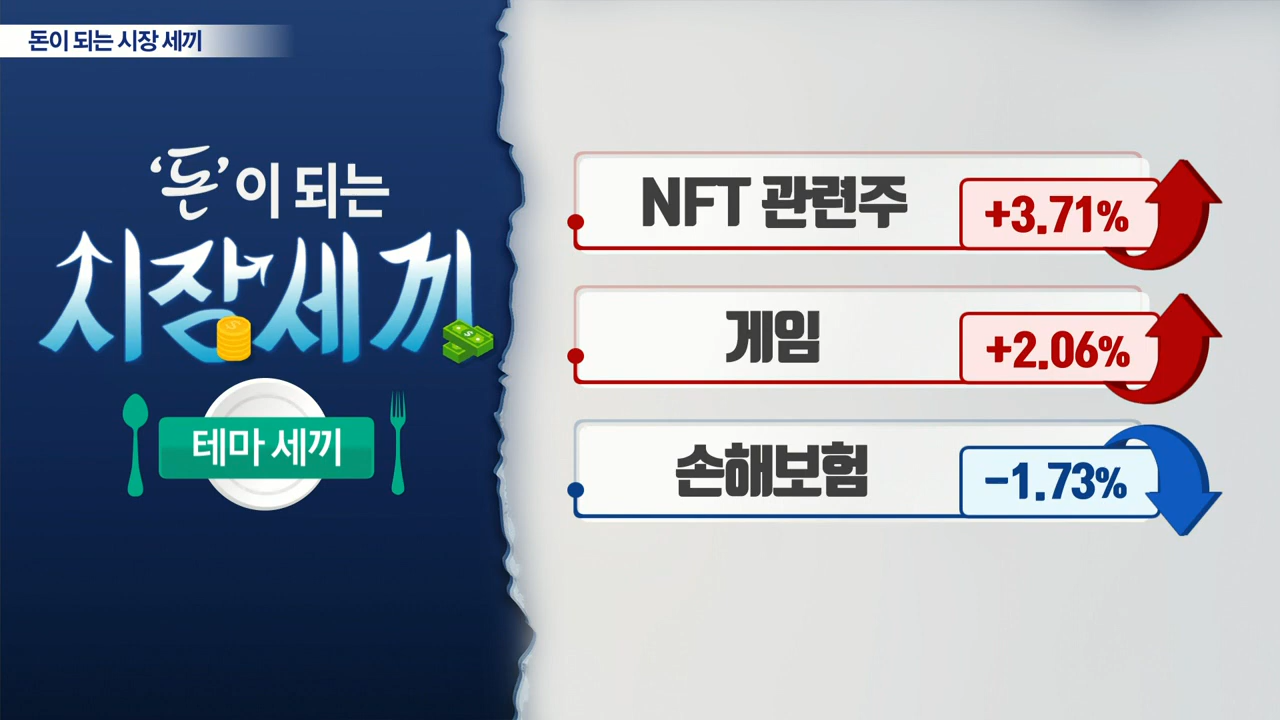 돈이 되는 시장 세끼
‘돈’이 되는
시장세끼
테마 세끼
NFT 관련주
+3.71%
게임
+2.06%
손해보험
-1.73%